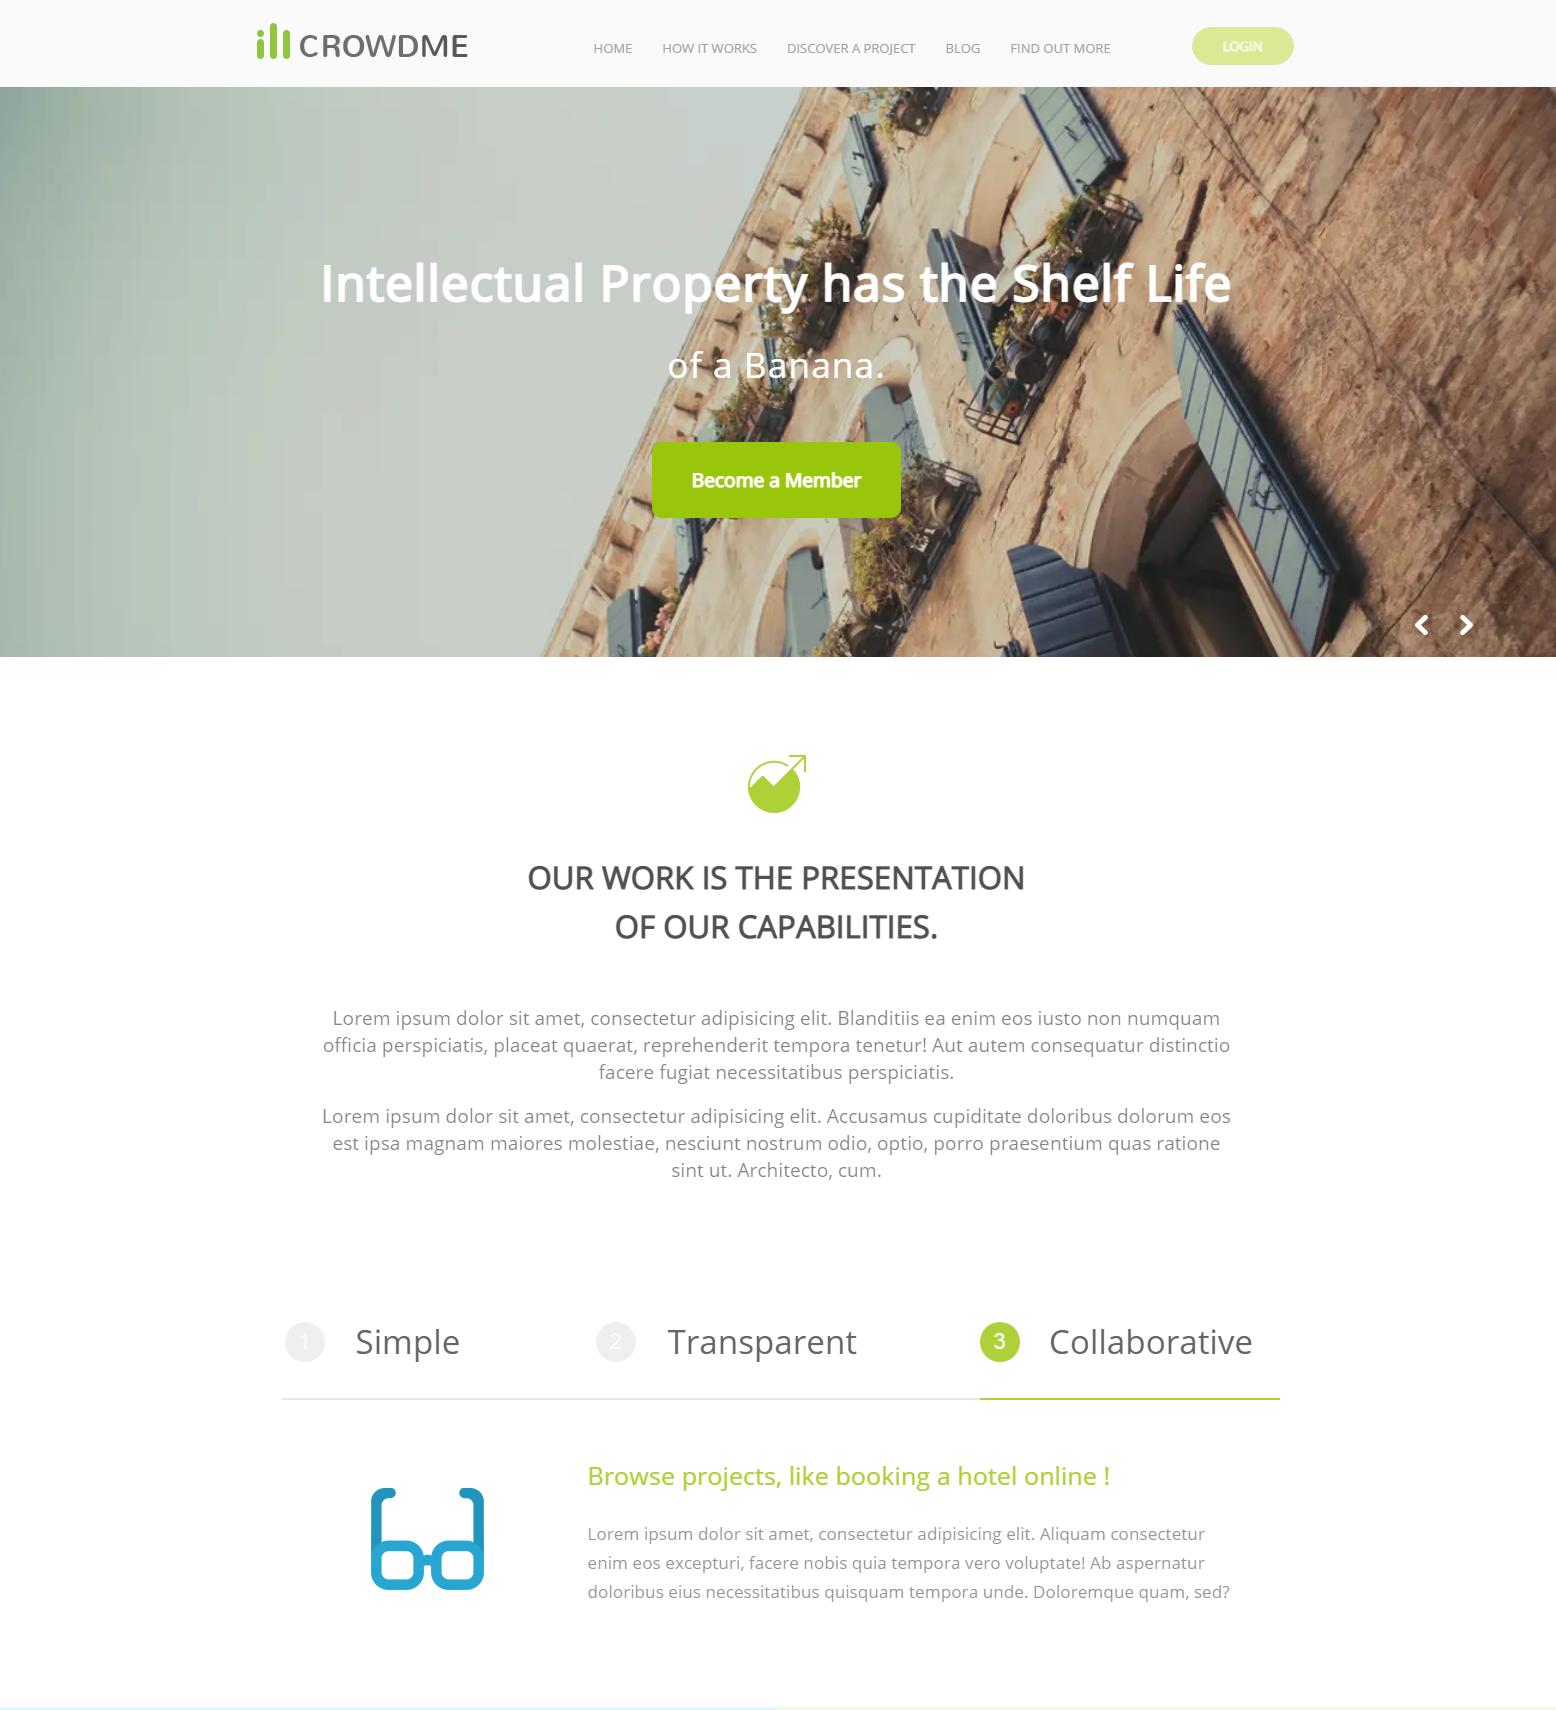 CROWDME
HOME HOW IT WORKS DISCOVER A PROJECT BLOG FIND OUT MORE LOGIN
Intellectual Property has the Shelf Life
of a Banana.
Become a Member
OUR WORK IS THE PRESENTATION
OF OUR CAPABILITIES.
Lorem ipsum dolor sit amet, consectetur adipisicing elit. Blanditiis ea enim eos iusto non numquam
officia perspiciatis, placeat quaerat, reprehenderit tempora tenetur! Aut autem consequatur distinctio
facere fugiat necessitatibus perspiciatis.
Lorem ipsum dolor sit amet, consectetur adipisicing elit. Accusamus cupiditate doloribus dolorum eos
est ipsa magnam maiores molestiae, nesciunt nostrum odio, optio, porro praesentium quas ratione
sint ut. Architecto, cum.
1 Simple 2 Transparent 3 Collaborative
Browse projects, like booking a hotel online !
Lorem ipsum dolor sit amet, consectetur adipisicing elit. Aliquam consectetur
enim eos excepturi, facere nobis quia tempora vero voluptate! Ab aspernatur
doloribus eius necessitatibus quisquam tempora unde. Doloremque quam, sed?